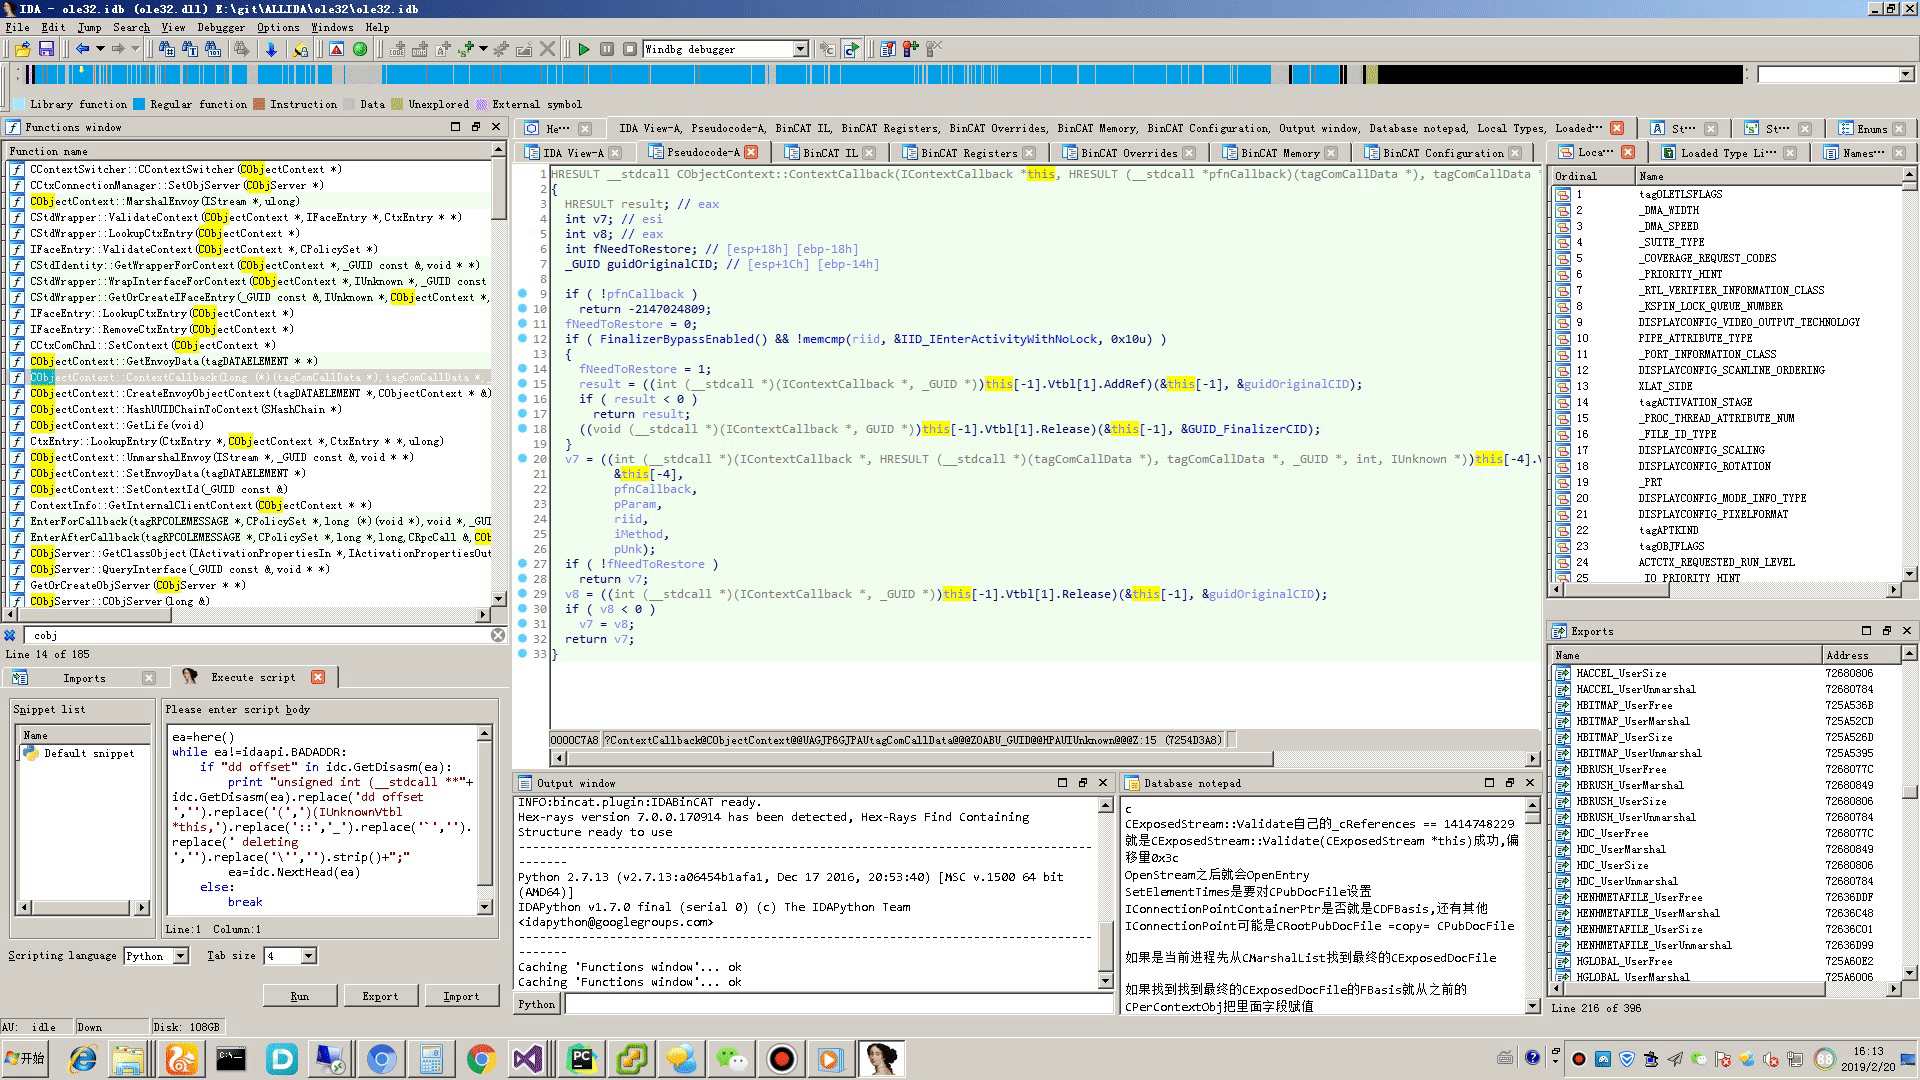 IDA - ole32.idb (ole32.dll) E:\git\ALLIDA\ole32\ole32.idb
File Edit Jump Search View Debugger Options Windows Help
Windbg debugger
Library function Regular function Instruction Data Unexplored External symbol
Functions window
Function name
CContextSwitcher::CContextSwitcher(CObjectContext *)
CCtxConnectionManager::SetObjServer(CObjServer *)
CObjectContext::MarshalEnvoy(IStream *,ulong)
CStdWrapper::ValidateContext(CObjectContext *,IFaceEntry *,CtxEntry * *)
CStdWrapper::LookupCtxEntry(CObjectContext *)
IFaceEntry::ValidateContext(CObjectContext *,CPolicySet *)
CStdIdentity::GetWrapperForContext(CObjectContext *,_GUID const &,void * *)
CStdWrapper::WrapInterfaceForContext(CObjectContext *,IUnknown *,_GUID const
CStdWrapper::GetOrCreateIFaceEntry(_GUID const &,IUnknown *,CObjectContext *,
IFaceEntry::LookupCtxEntry(CObjectContext *)
IFaceEntry::RemoveCtxEntry(CObjectContext *)
CCtxComChnl::SetContext(CObjectContext *)
CObjectContext::GetEnvoyData(tagDATAELEMENT * *)
CObjectContext::ContextCallback(long (*)(tagComCallData *),tagComCallData *,_
CObjectContext::CreateEnvoyObjectContext(tagDATAELEMENT *,CObjectContext * &)
CObjectContext::HashUUIDChainToContext(SHashChain *)
CObjectContext::GetLife(void)
CtxEntry::LookupEntry(CtxEntry *,CObjectContext *,CtxEntry * *,ulong)
CObjectContext::UnmarshalEnvoy(IStream *,_GUID const &,void * *)
CObjectContext::SetEnvoyData(tagDATAELEMENT *)
CObjectContext::SetContextId(_GUID const &)
ContextInfo::GetInternalClientContext(CObjectContext * *)
EnterForCallback(tagRPCOLEMESSAGE *,CPolicySet *,long (*)(void *),void *,_GUI
EnterAfterCallback(tagRPCOLEMESSAGE *,CPolicySet *,long *,long,CRpcCall &,COb
CObjServer::GetClassObject(IActivationPropertiesIn *,IActivationPropertiesOut
CObjServer::QueryInterface(_GUID const &,void * *)
GetOrCreateObjServer(CObjServer * *)
CObjServer::CObjServer(long &)
cobj
Line 14 of 185
Imports Execute script
Snippet list
Name
Default snippet
Please enter script body
ea=here()
while ea!=idaapi.BADADDR:
if "dd offset" in idc.GetDisasm(ea):
print "unsigned int (__stdcall **"+
idc.GetDisasm(ea).replace('dd offset
','').replace('(',')(IUnknownVtbl
*this,').replace('::','_').replace('`','').
replace(' deleting
','').replace('\'','').strip()+";"
ea=idc.NextHead(ea)
else:
break
Line:1 Column:1
Scripting language Python Tab size 4
Run Export Import
AU: idle Down Disk: 108GB
He··· IDA View-A, Pseudocode-A, BinCAT IL, BinCAT Registers, BinCAT Overrides, BinCAT Memory, BinCAT Configuration, Output window, Database notepad, Local Types, Loaded··· St··· St··· Enums
IDA View-A Pseudocode-A BinCAT IL BinCAT Registers BinCAT Overrides BinCAT Memory BinCAT Configuration
1 HRESULT __stdcall CObjectContext::ContextCallback(IContextCallback *this, HRESULT (__stdcall *pfnCallback)(tagComCallData *), tagComCallData *
2 {
3 HRESULT result; // eax
4 int v7; // esi
5 int v8; // eax
6 int fNeedToRestore; // [esp+18h] [ebp-18h]
7 _GUID guidOriginalCID; // [esp+1Ch] [ebp-14h]
8
9 if ( !pfnCallback )
10 return -2147024809;
11 fNeedToRestore = 0;
12 if ( FinalizerBypassEnabled() && !memcmp(riid, &IID_IEnterActivityWithNoLock, 0x10u) )
13 {
14 fNeedToRestore = 1;
15 result = ((int (__stdcall *)(IContextCallback *, _GUID *))this[-1].Vtbl[1].AddRef)(&this[-1], &guidOriginalCID);
16 if ( result < 0 )
17 return result;
18 ((void (__stdcall *)(IContextCallback *, GUID *))this[-1].Vtbl[1].Release)(&this[-1], &GUID_FinalizerCID);
19 }
20 v7 = ((int (__stdcall *)(IContextCallback *, HRESULT (__stdcall *)(tagComCallData *), tagComCallData *, _GUID *, int, IUnknown *))this[-4].V
21 &this[-4],
22 pfnCallback,
23 pParam,
24 riid,
25 iMethod,
26 pUnk);
27 if ( !fNeedToRestore )
28 return v7;
29 v8 = ((int (__stdcall *)(IContextCallback *, _GUID *))this[-1].Vtbl[1].Release)(&this[-1], &guidOriginalCID);
30 if ( v8 < 0 )
31 v7 = v8;
32 return v7;
33 }
0000C7A8 ?ContextCallback@CObjectContext@@UAGJP6GJPAUtagComCallData@@@Z0ABU_GUID@@HPAUIUnknown@@@Z:15 (7254D3A8)
Output window
INFO:bincat.plugin:IDABinCAT ready.
Hex-rays version 7.0.0.170914 has been detected, Hex-Rays Find Containing
Structure ready to use
Python 2.7.13 (v2.7.13:a06454b1afa1, Dec 17 2016, 20:53:40) [MSC v.1500 64 bit
(AMD64)]
IDAPython v1.7.0 final (serial 0) (c) The IDAPython Team
<idapython@googlegroups.com>
Caching 'Functions window'... ok
Caching 'Functions window'... ok
Python
Database notepad
c
CExposedStream::Validate自己的_cReferences == 1414748229
就是CExposedStream::Validate(CExposedStream *this)成功,偏
移量0x3c
OpenStream之后就会OpenEntry
SetElementTimes是要对CPubDocFile设置
IConnectionPointContainerPtr是否就是CDFBasis,还有其他
IConnectionPoint可能是CRootPubDocFile =copy= CPubDocFile
如果是当前进程先从CMarshalList找到最终的CExposedDocFile
如果找到找到最终的CExposedDocFile的FBasis就从之前的
CPerContextObj把里面字段赋值
Loca··· Loaded Type Li··· Names···
Ordinal Name
1 tagOLETLSFLAGS
2 _DMA_WIDTH
3 _DMA_SPEED
4 _SUITE_TYPE
5 _COVERAGE_REQUEST_CODES
6 _PRIORITY_HINT
7 _RTL_VERIFIER_INFORMATION_CLASS
8 _KSPIN_LOCK_QUEUE_NUMBER
9 DISPLAYCONFIG_VIDEO_OUTPUT_TECHNOLOGY
10 PIPE_ATTRIBUTE_TYPE
11 _PORT_INFORMATION_CLASS
12 DISPLAYCONFIG_SCANLINE_ORDERING
13 XLAT_SIDE
14 tagACTIVATION_STAGE
15 _PROC_THREAD_ATTRIBUTE_NUM
16 _FILE_ID_TYPE
17 DISPLAYCONFIG_SCALING
18 DISPLAYCONFIG_ROTATION
19 _PRT
20 DISPLAYCONFIG_MODE_INFO_TYPE
21 DISPLAYCONFIG_PIXELFORMAT
22 tagAPTKIND
23 tagOBJFLAGS
24 ACTCTX_REQUESTED_RUN_LEVEL
25 _IO_PRIORITY_HINT
Exports
Name Address
HACCEL_UserSize 72680806
HACCEL_UserUnmarshal 72680784
HBITMAP_UserFree 725A536B
HBITMAP_UserMarshal 725A52CD
HBITMAP_UserSize 725A526D
HBITMAP_UserUnmarshal 725A5395
HBRUSH_UserFree 7268077C
HBRUSH_UserMarshal 72680849
HBRUSH_UserSize 72680806
HBRUSH_UserUnmarshal 72680784
HDC_UserFree 7268077C
HDC_UserMarshal 72680849
HDC_UserSize 72680806
HDC_UserUnmarshal 72680784
HENHMETAFILE_UserFree 72636DDF
HENHMETAFILE_UserMarshal 72636C48
HENHMETAFILE_UserSize 72636C01
HENHMETAFILE_UserUnmarshal 72636D99
HGLOBAL_UserFree 725A60E2
HGLOBAL_UserMarshal 725A6006
Line 216 of 396
开始
88
16:13
2019/2/20